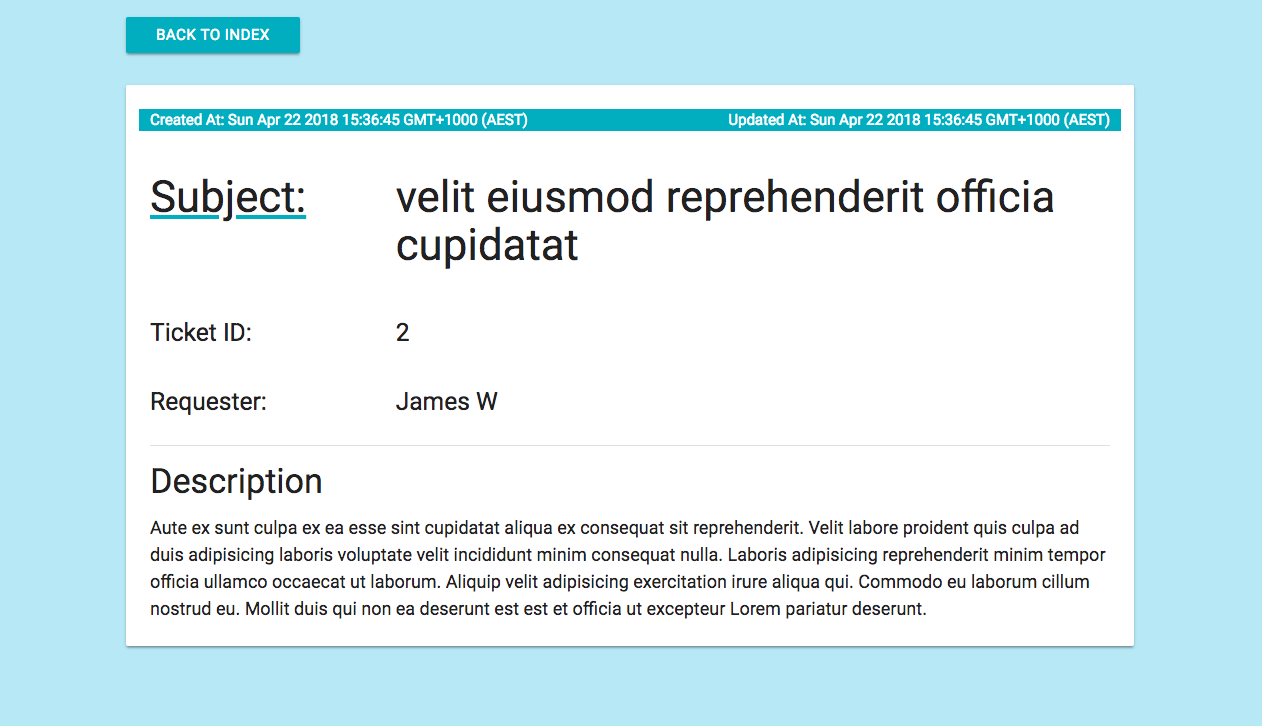 BACK TO INDEX
Created At: Sun Apr 22 2018 15:36:45 GMT+1000 (AEST) Updated At: Sun Apr 22 2018 15:36:45 GMT+1000 (AEST)
Subject: velit eiusmod reprehenderit officia
cupidatat
Ticket ID: 2
Requester: James W
Description
Aute ex sunt culpa ex ea esse sint cupidatat aliqua ex consequat sit reprehenderit. Velit labore proident quis culpa ad
duis adipisicing laboris voluptate velit incididunt minim consequat nulla. Laboris adipisicing reprehenderit minim tempor
officia ullamco occaecat ut laborum. Aliquip velit adipisicing exercitation irure aliqua qui. Commodo eu laborum cillum
nostrud eu. Mollit duis qui non ea deserunt est est et officia ut excepteur Lorem pariatur deserunt.